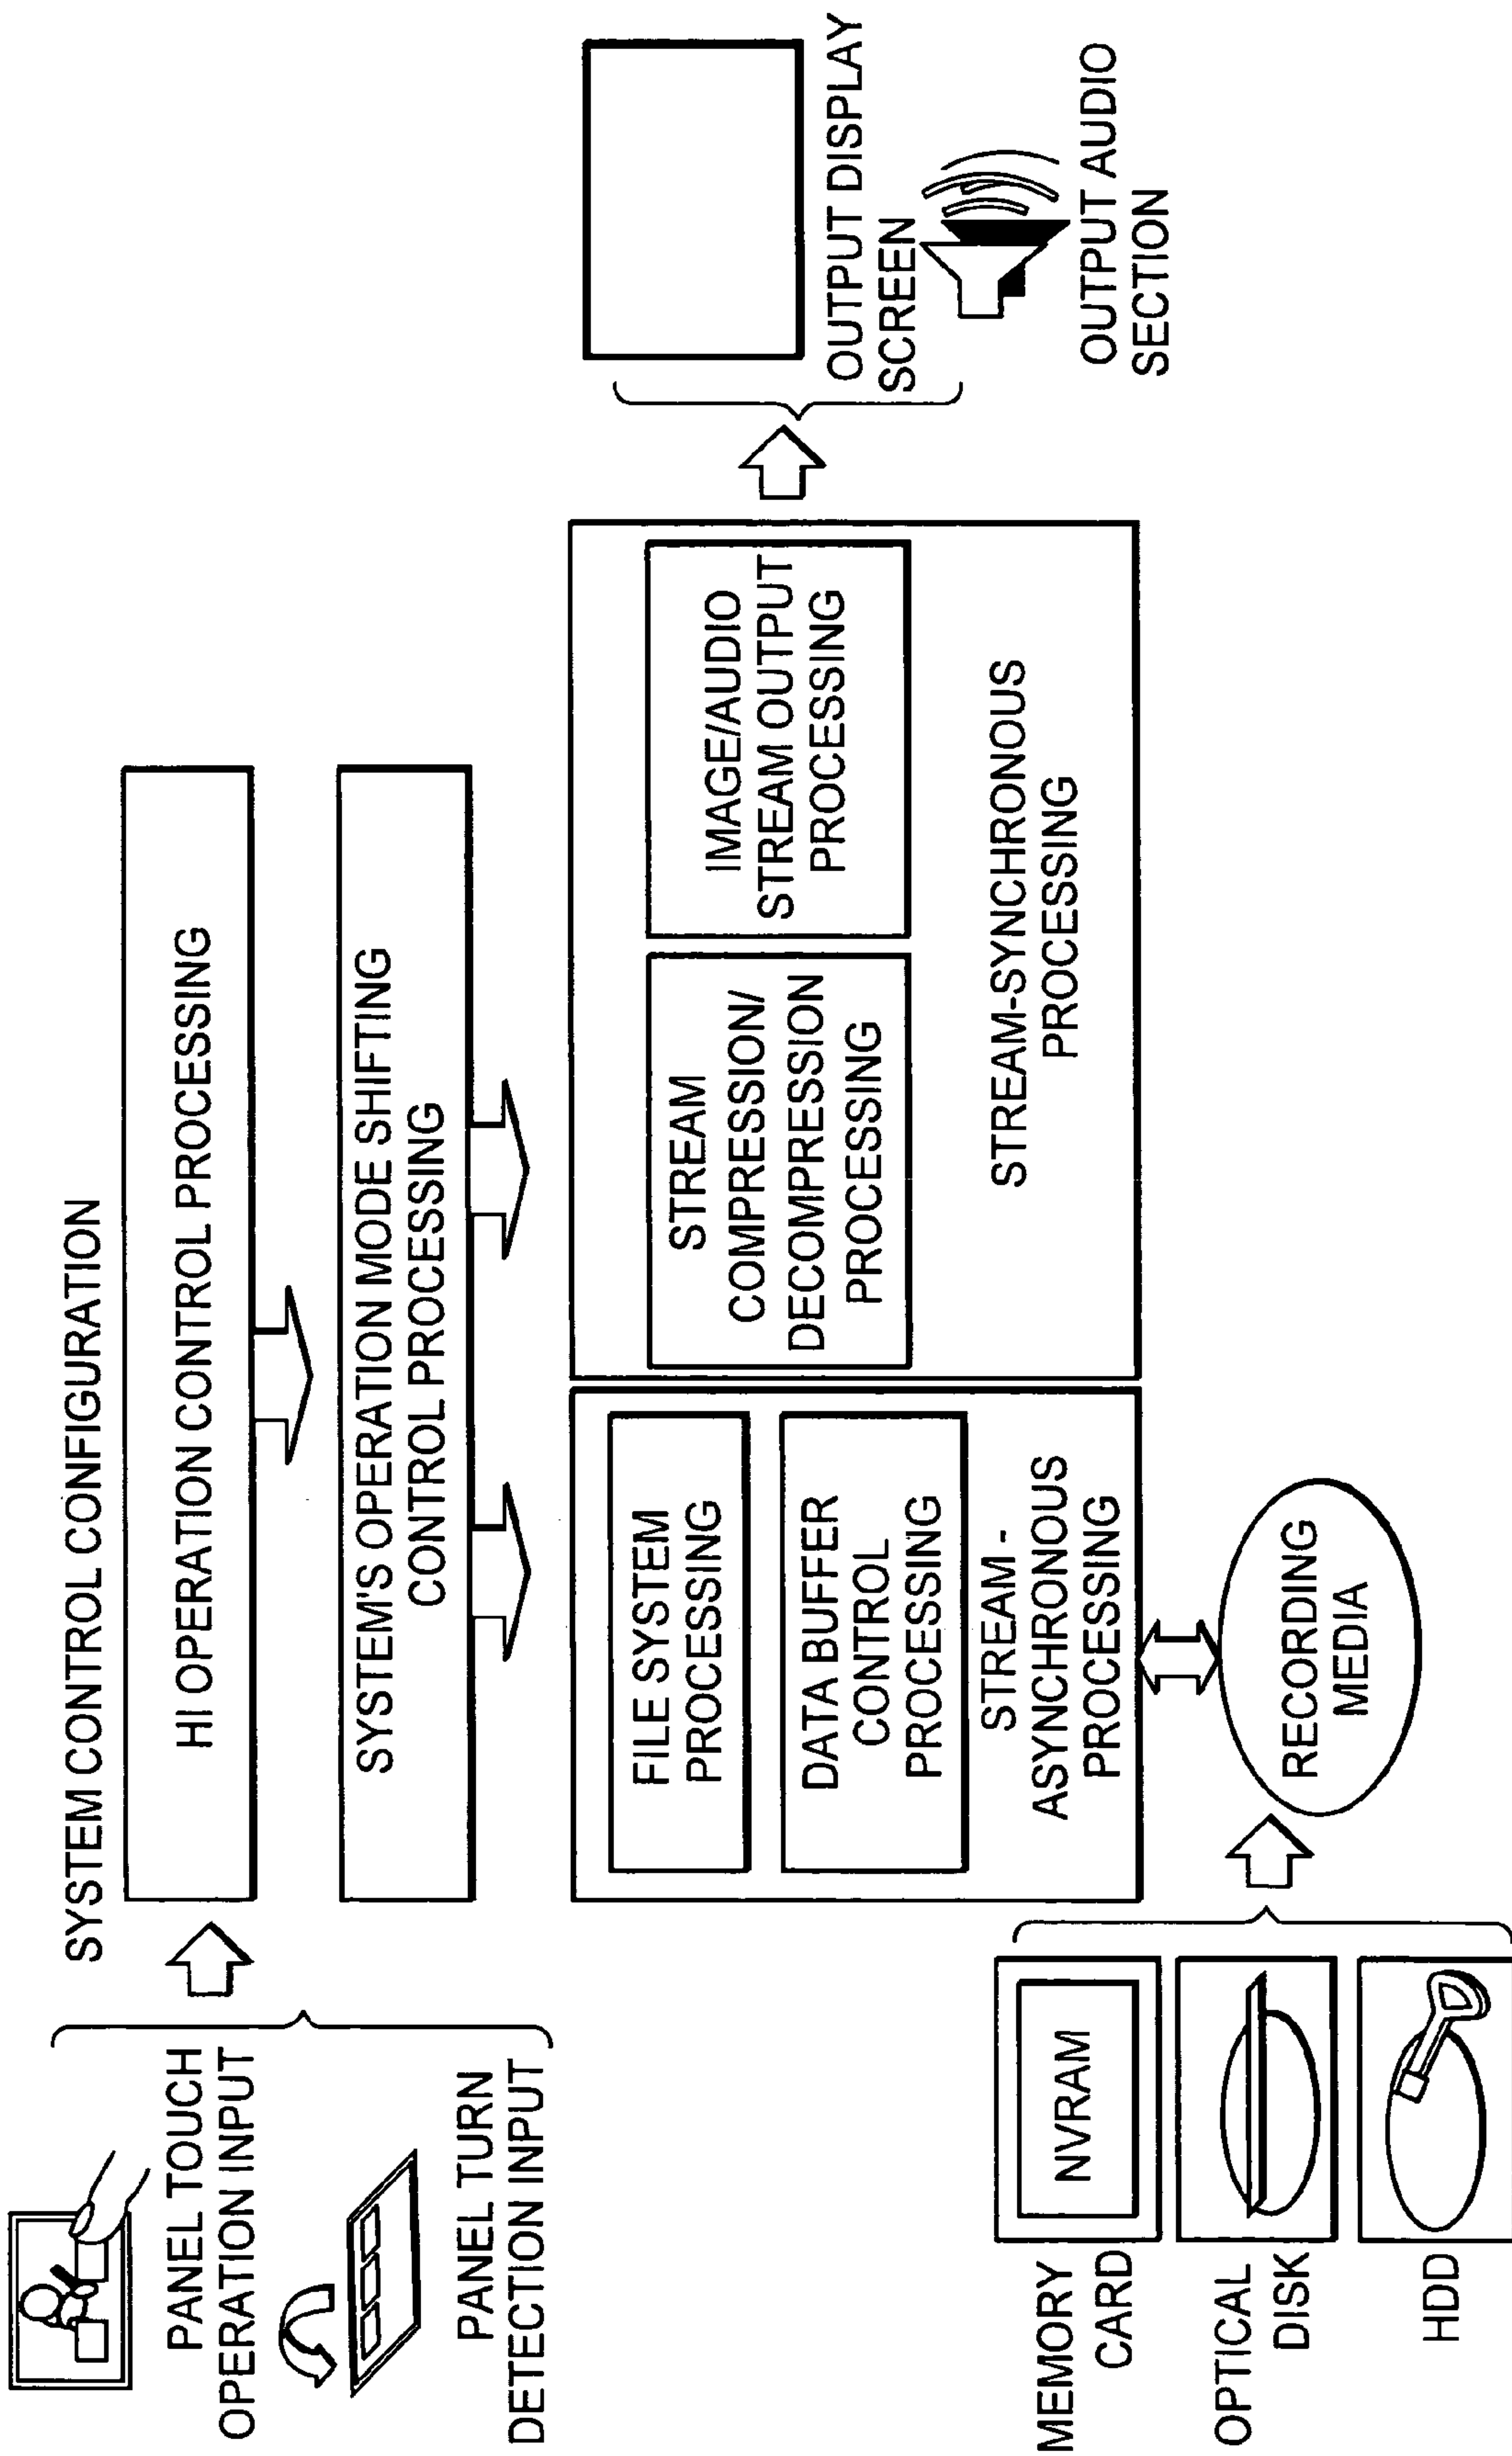 SYSTEM CONTROL CONFIGURATION
PANEL TOUCH
OPERATION INPUT
PANEL TURN
DETECTION INPUT
HI OPERATION CONTROL PROCESSING
SYSTEM'S OPERATION MODE SHIFTING
CONTROL PROCESSING
FILE SYSTEM
PROCESSING
DATA BUFFER
CONTROL
PROCESSING
STREAM -
ASYNCHRONOUS
PROCESSING
STREAM
COMPRESSION/
DECOMPRESSION
PROCESSING
IMAGE/AUDIO
STREAM OUTPUT
PROCESSING
STREAM-SYNCHRONOUS
PROCESSING
OUTPUT DISPLAY
SCREEN
OUTPUT AUDIO
SECTION
MEMORY
CARD
NVRAM
OPTICAL
DISK
HDD
RECORDING
MEDIA